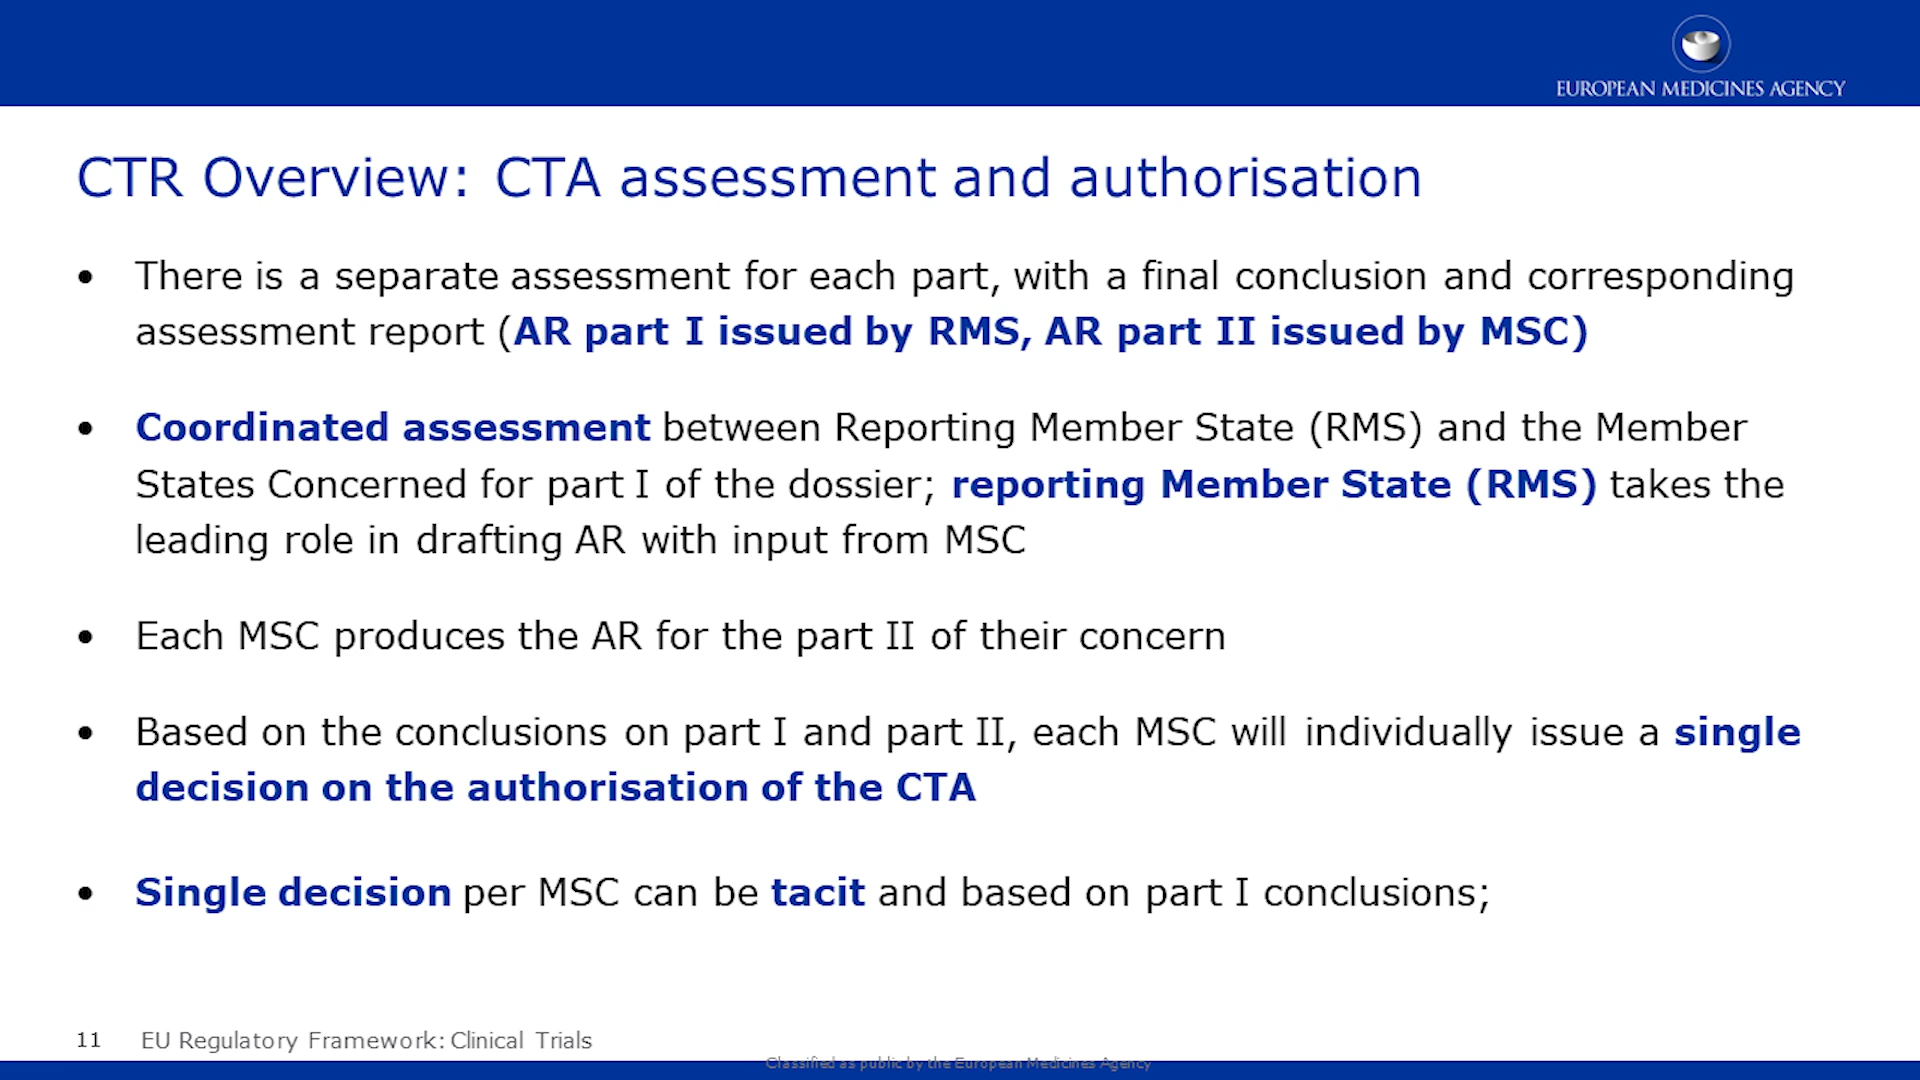 EUROPEAN MEDICINES AGENCY
CTR Overview: CTA assessment and authorisation
• There is a separate assessment for each part, with a final conclusion and corresponding
assessment report (AR part I issued by RMS, AR part II issued by MSC)
• Coordinated assessment between Reporting Member State (RMS) and the Member
States Concerned for part I of the dossier; reporting Member State (RMS) takes the
leading role in drafting AR with input from MSC
• Each MSC produces the AR for the part II of their concern
• Based on the conclusions on part I and part II, each MSC will individually issue a single
decision on the authorisation of the CTA
• Single decision per MSC can be tacit and based on part I conclusions;
11 EU Regulatory Framework: Clinical Trials
Classified as public by the European Medicines Agency